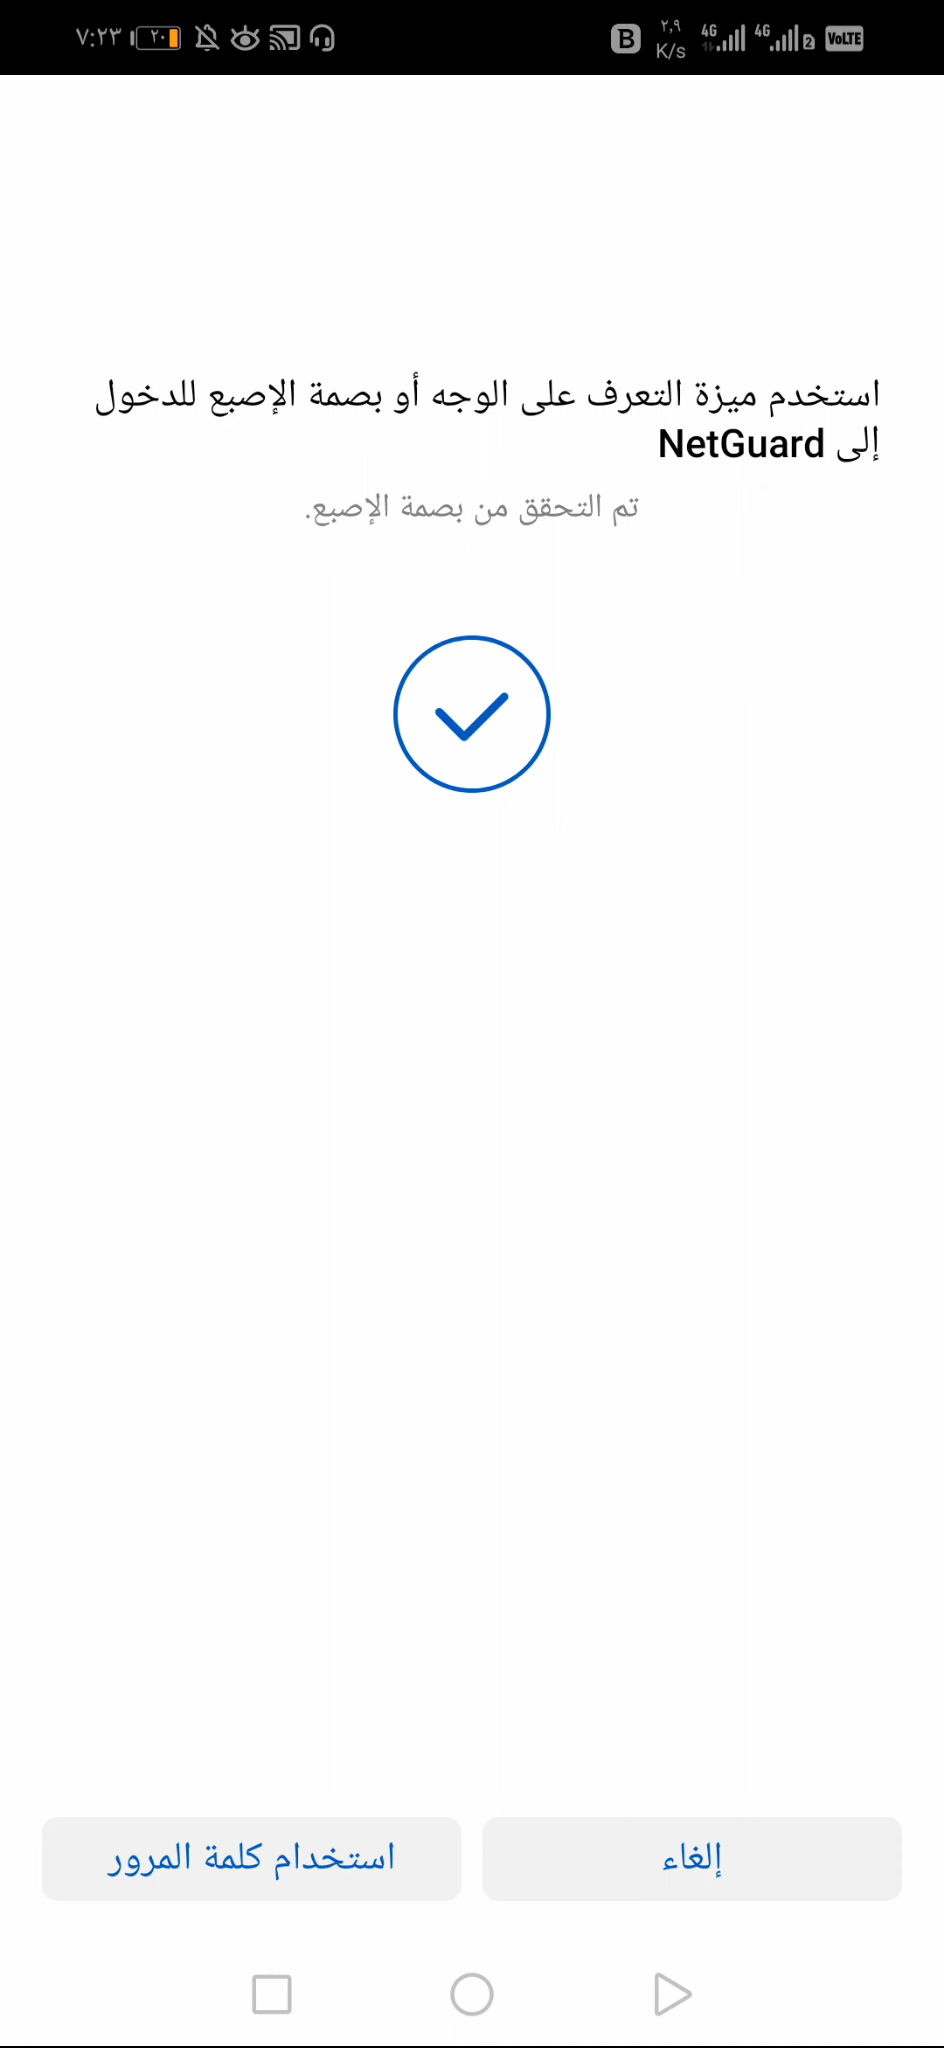 ٧:٢٣ ٢٠ B ٢,٩ K/s 4G 4G 2 VoLTE
استخدم ميزة التعرف على الوجه أو بصمة الإصبع للدخول
إلى NetGuard
تم التحقق من بصمة الإصبع.
إلغاء
استخدام كلمة المرور